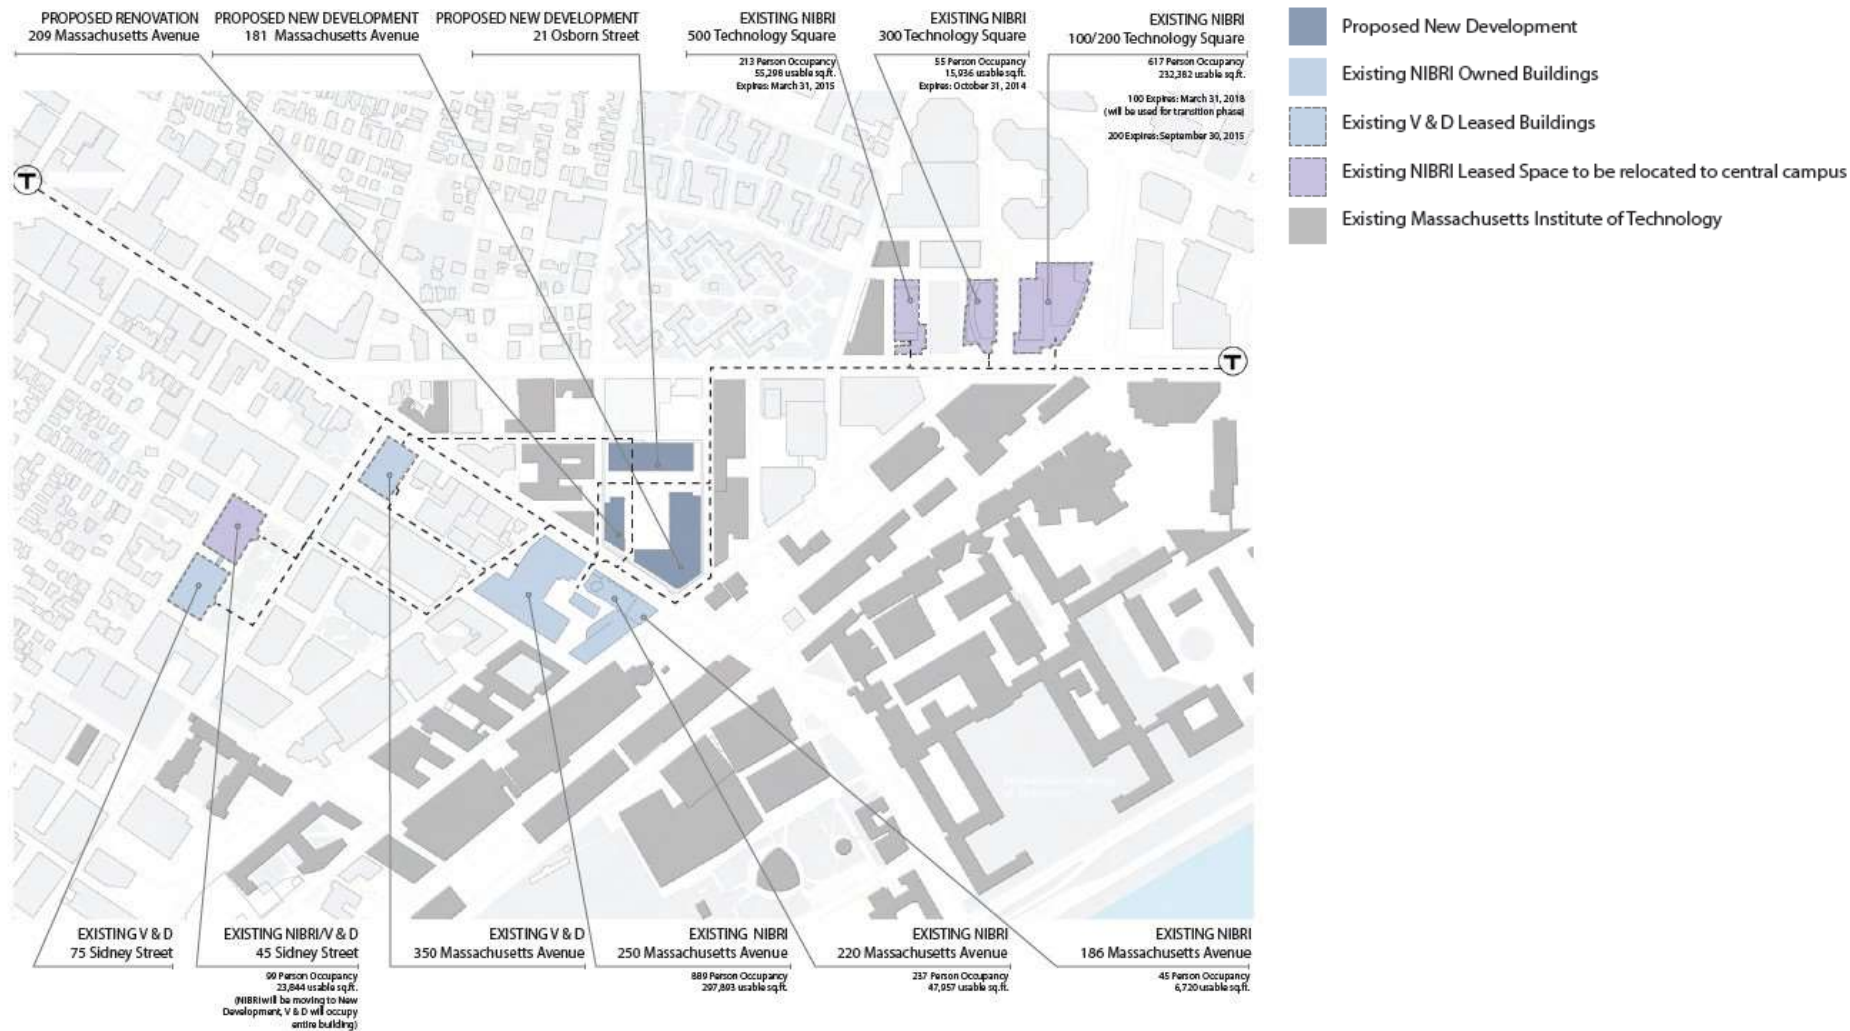 PROPOSED RENOVATION
209 Massachusetts Avenue
PROPOSED NEW DEVELOPMENT
181 Massachusetts Avenue
PROPOSED NEW DEVELOPMENT
21 Osborn Street
EXISTING NIBRI
500 Technology Square
213 Person Occupancy
55,298 usable sq.ft.
Expires: March 31, 2015
EXISTING NIBRI
300 Technology Square
55 Person Occupancy
15,936 usable sq.ft.
Expires: October 31, 2014
EXISTING NIBRI
100/200 Technology Square
617 Person Occupancy
232,382 usable sq.ft.
100 Expires: March 31, 2018
(will be used for transition phase)
200 Expires: September 30, 2015
Proposed New Development
Existing NIBRI Owned Buildings
Existing V & D Leased Buildings
Existing NIBRI Leased Space to be relocated to central campus
Existing Massachusetts Institute of Technology
T
T
EXISTING V & D
75 Sidney Street
EXISTING NIBRI/V & D
45 Sidney Street
99 Person Occupancy
23,844 usable sq.ft.
(NIBRI will be moving to New
Development, V & D will occupy
entire building)
EXISTING V & D
350 Massachusetts Avenue
EXISTING NIBRI
250 Massachusetts Avenue
889 Person Occupancy
297,893 usable sq.ft.
EXISTING NIBRI
220 Massachusetts Avenue
237 Person Occupancy
47,957 usable sq.ft.
EXISTING NIBRI
186 Massachusetts Avenue
45 Person Occupancy
6,720 usable sq.ft.